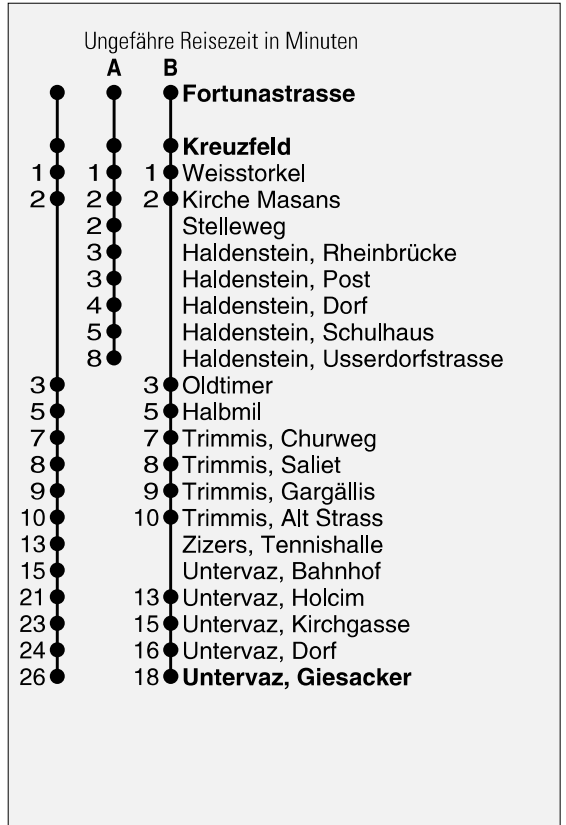 Ungefähre Reisezeit in Minuten
A B
Fortunastrasse
Kreuzfeld
1 1 1 Weisstorkel
2 2 2 Kirche Masans
2 Stelleweg
3 Haldenstein, Rheinbrücke
3 Haldenstein, Post
4 Haldenstein, Dorf
5 Haldenstein, Schulhaus
8 Haldenstein, Usserdorfstrasse
3 3 Oldtimer
5 5 Halbmil
7 7 Trimmis, Churweg
8 8 Trimmis, Saliet
9 9 Trimmis, Gargällis
10 10 Trimmis, Alt Strass
13 Zizers, Tennishalle
15 Untervaz, Bahnhof
21 13 Untervaz, Holcim
23 15 Untervaz, Kirchgasse
24 16 Untervaz, Dorf
26 18 Untervaz, Giesacker